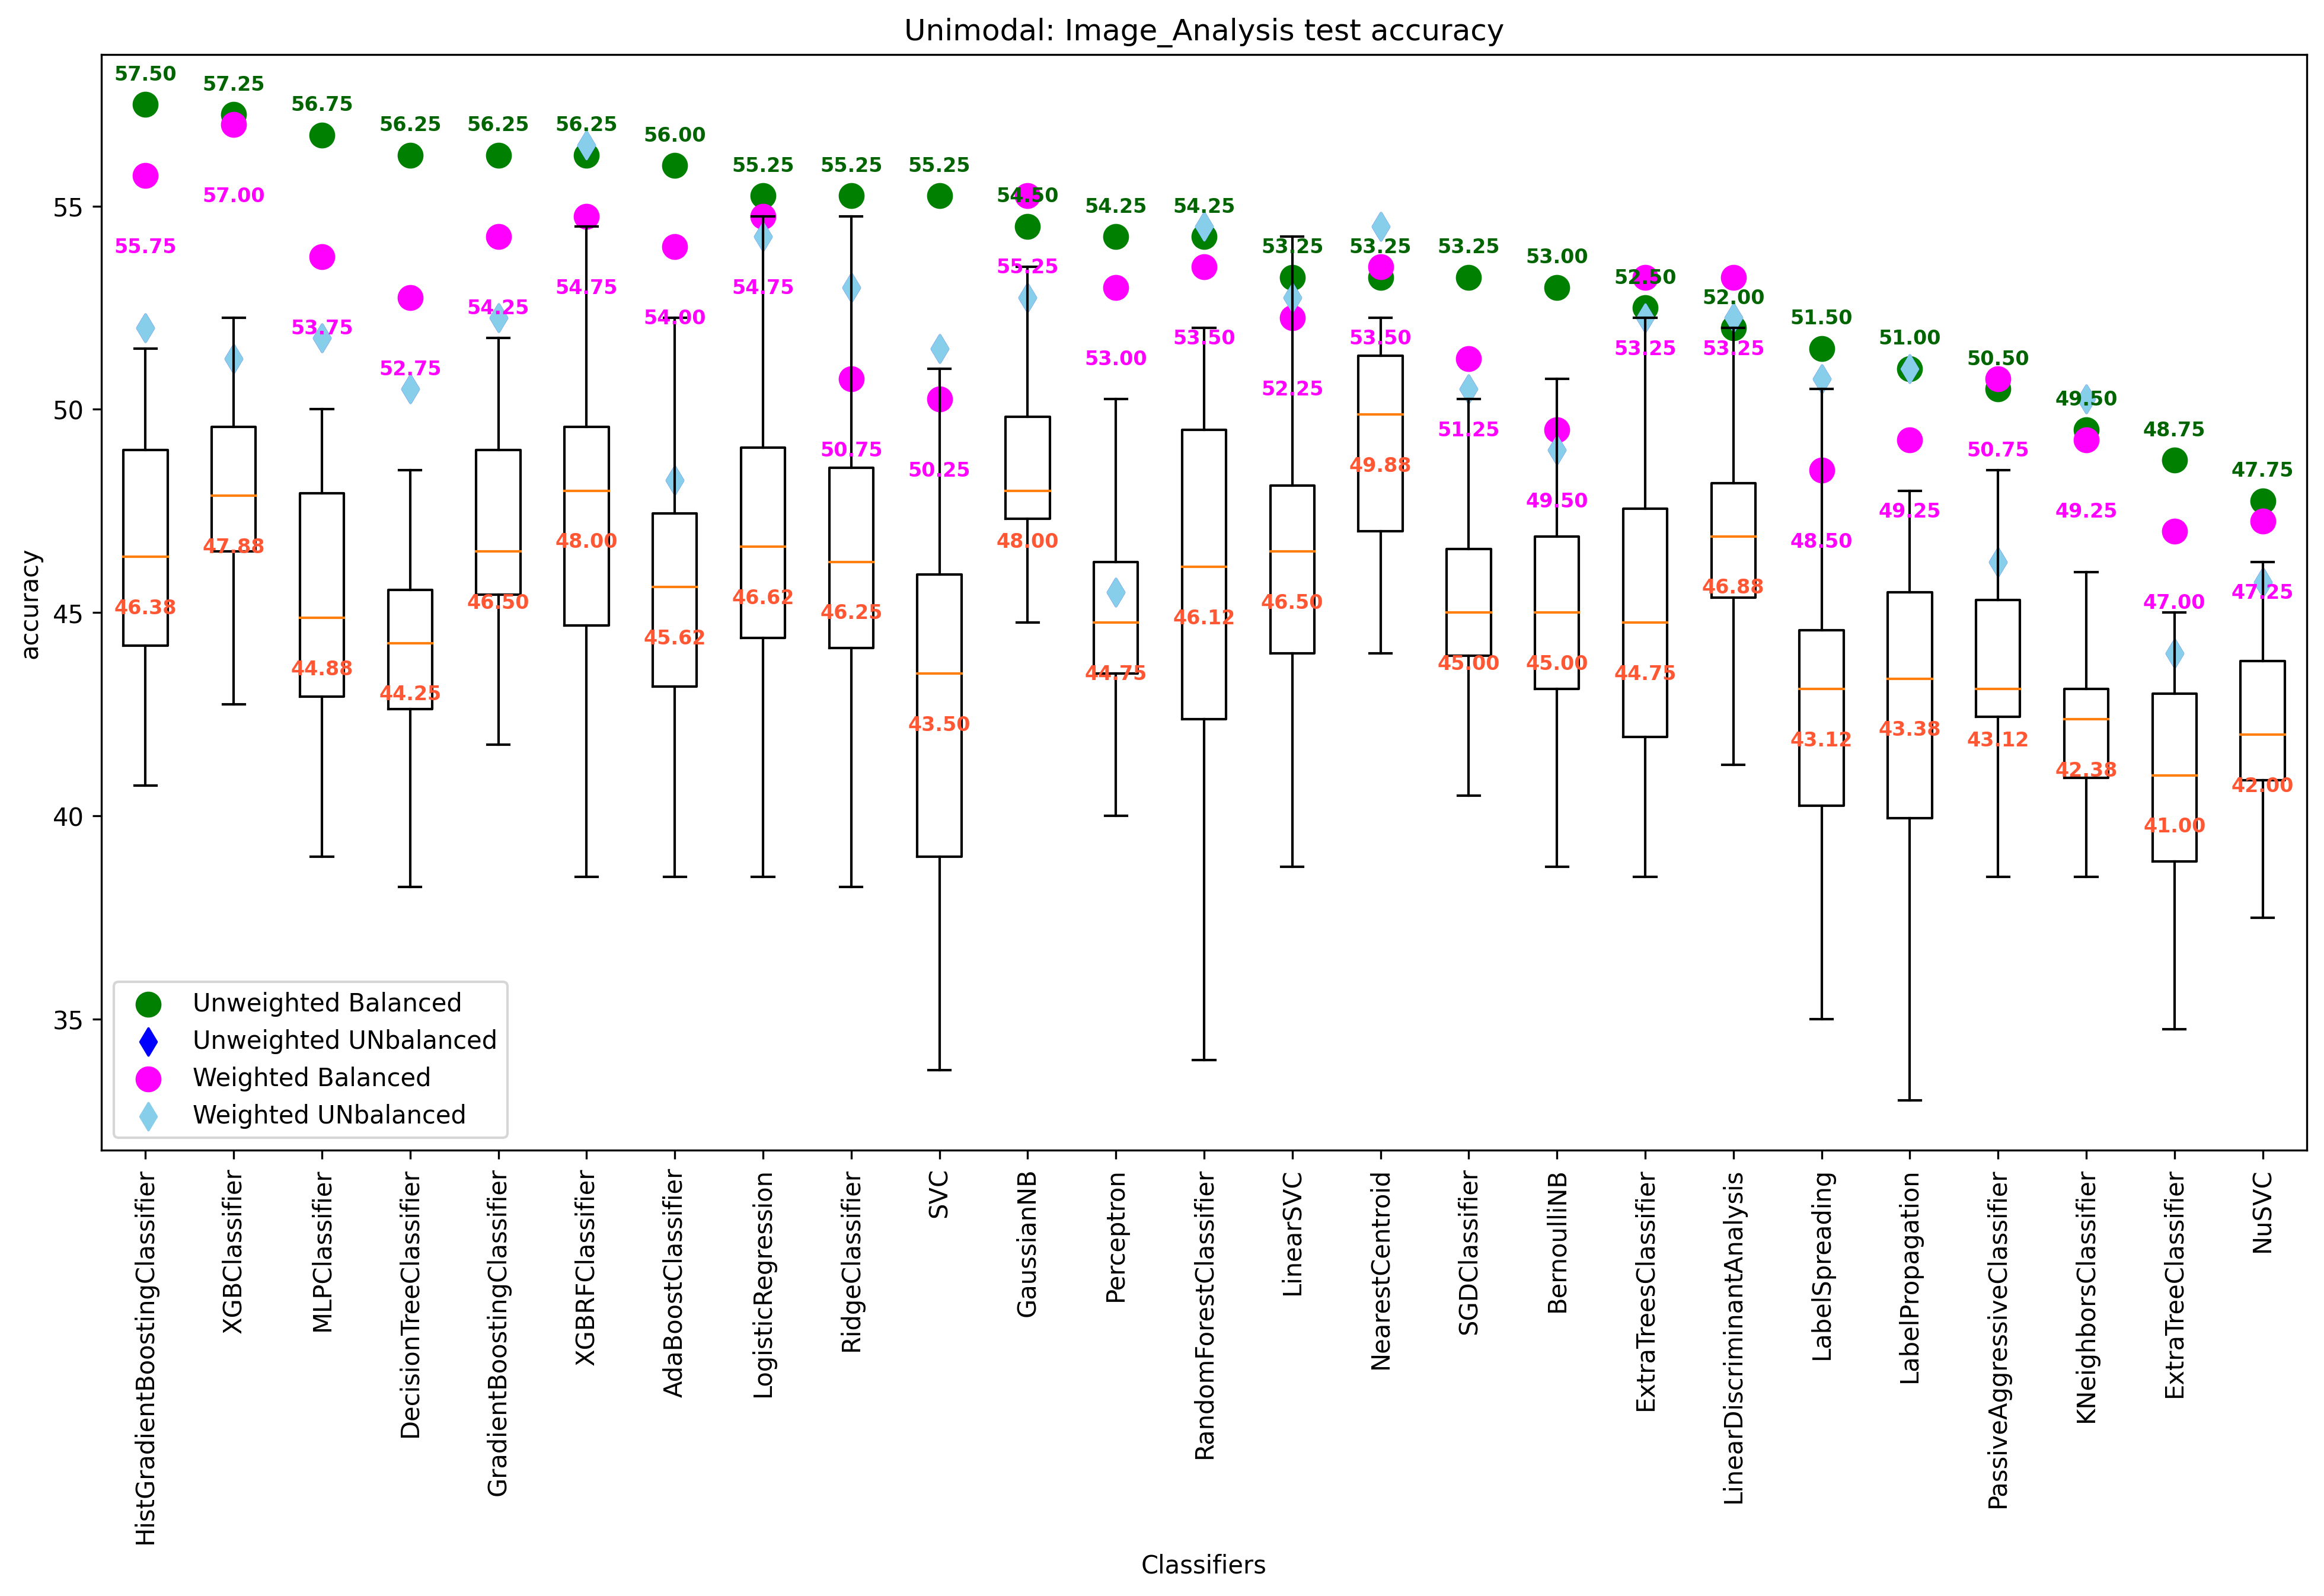 Unimodal: Image_Analysis test accuracy
57.50
57.25
56.75
56.25
56.25
56.25
56.00
55.25
55.25
55.25
54.50
54.25
54.25
53.25
53.25
53.25
53.00
52.50
52.00
51.50
51.00
50.50
49.50
48.75
47.75
55.75
57.00
53.75
52.75
54.25
54.75
54.00
54.75
50.75
50.25
55.25
53.00
53.50
52.25
53.50
51.25
49.50
53.25
53.25
48.50
49.25
50.75
49.25
47.00
47.25
46.38
47.88
44.88
44.25
46.50
48.00
45.62
46.62
46.25
43.50
48.00
44.75
46.12
46.50
49.88
45.00
45.00
44.75
46.88
43.12
43.38
43.12
42.38
41.00
42.00
accuracy
55
50
45
40
35
Unweighted Balanced
Unweighted UNbalanced
Weighted Balanced
Weighted UNbalanced
HistGradientBoostingClassifier
XGBClassifier
MLPClassifier
DecisionTreeClassifier
GradientBoostingClassifier
XGBRFClassifier
AdaBoostClassifier
LogisticRegression
RidgeClassifier
SVC
GaussianNB
Perceptron
RandomForestClassifier
LinearSVC
NearestCentroid
SGDClassifier
BernoulliNB
ExtraTreesClassifier
LinearDiscriminantAnalysis
LabelSpreading
LabelPropagation
PassiveAggressiveClassifier
KNeighborsClassifier
ExtraTreeClassifier
NuSVC
Classifiers